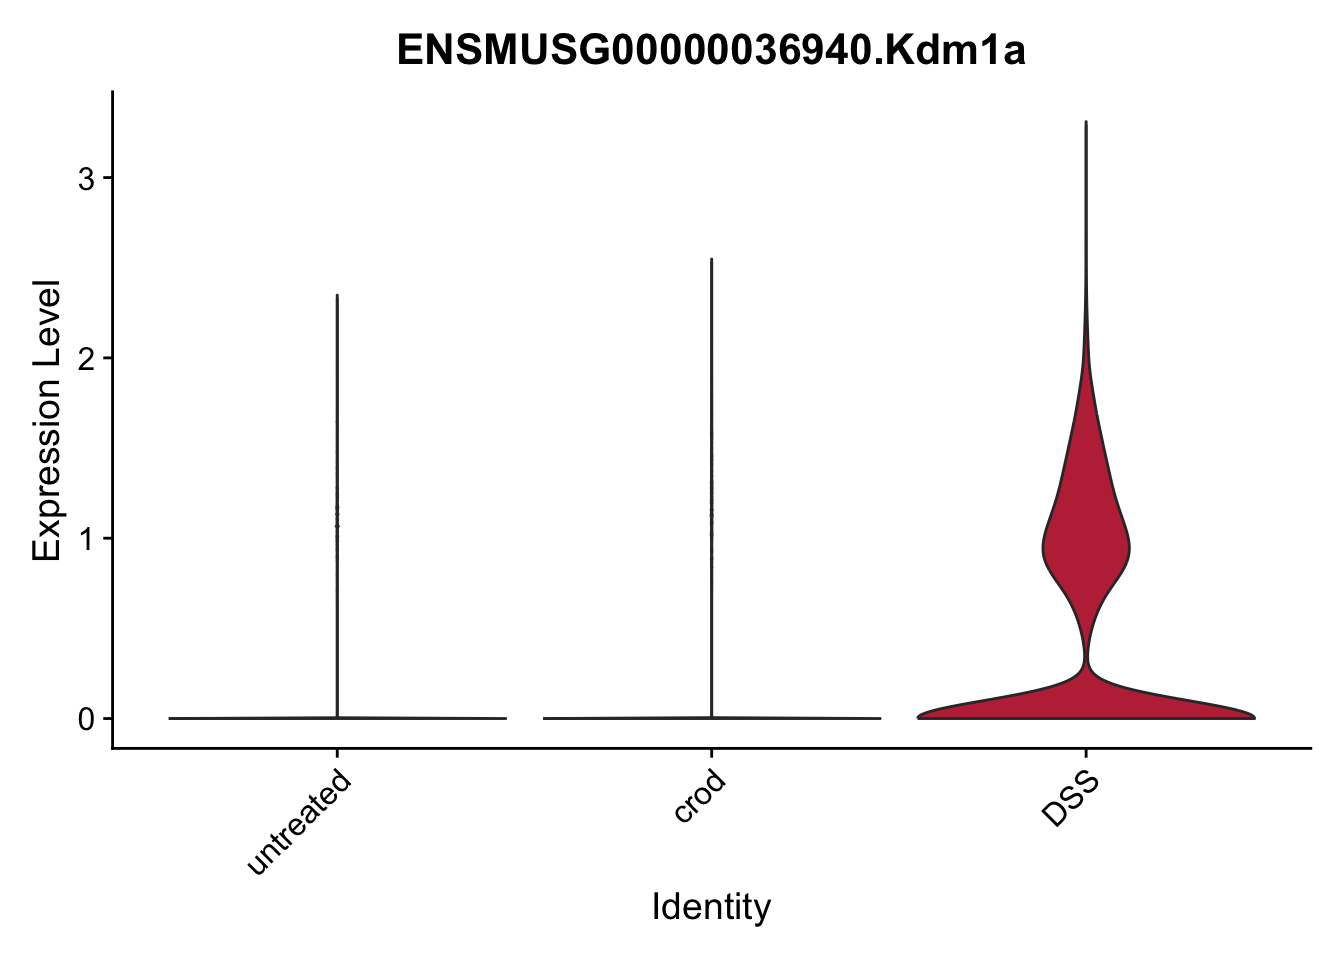 ENSMUSG00000036940.Kdm1a
Expression Level
3
2
1
0
untreated
crod
DSS
Identity